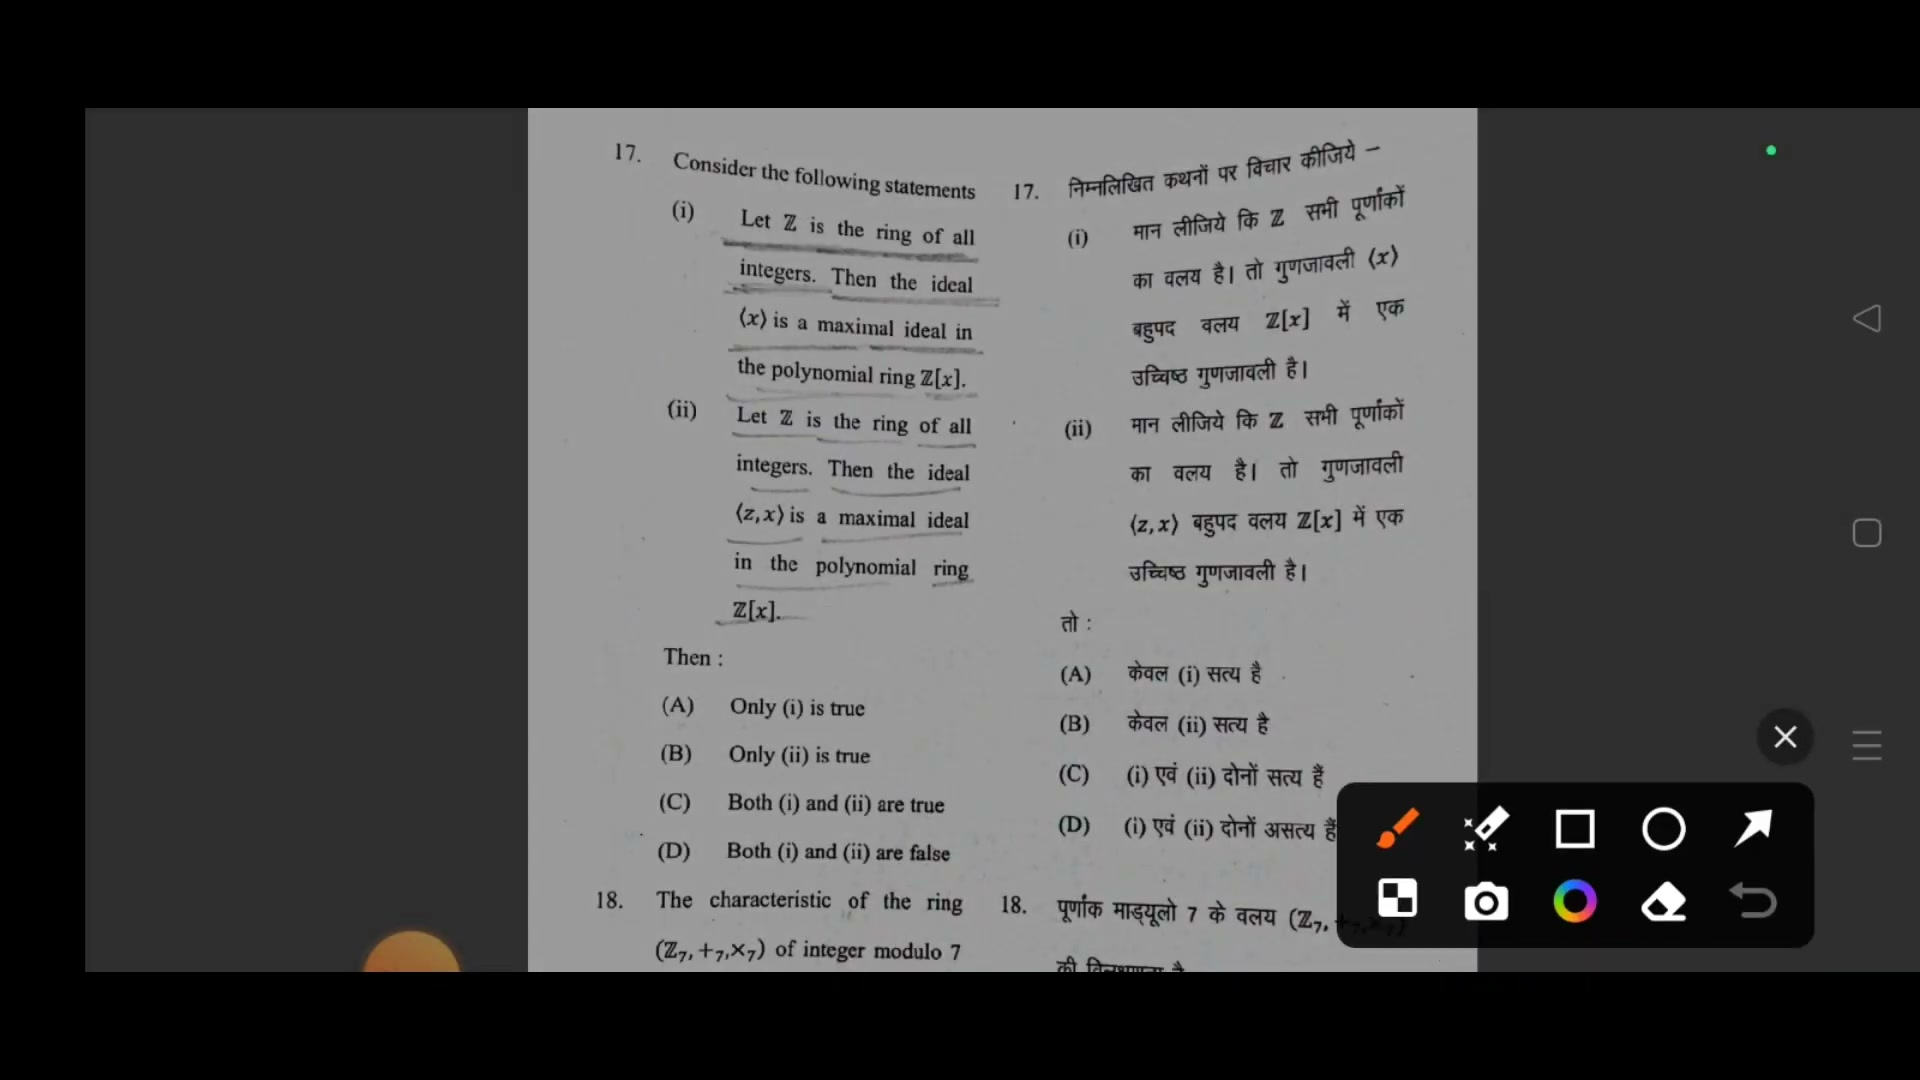 17. Consider the following statements
(i) Let ℤ is the ring of all
integers. Then the ideal
⟨x⟩ is a maximal ideal in
the polynomial ring ℤ[x].
(ii) Let ℤ is the ring of all
integers. Then the ideal
⟨z,x⟩ is a maximal ideal
in the polynomial ring
ℤ[x].
Then :
(A) Only (i) is true
(B) Only (ii) is true
(C) Both (i) and (ii) are true
(D) Both (i) and (ii) are false
18. The characteristic of the ring
(ℤ₇,+₇,×₇) of integer modulo 7
17. निम्नलिखित कथनों पर विचार कीजिये –
(i) मान लीजिये कि ℤ सभी पूर्णांकों
का वलय है। तो गुणजावली ⟨x⟩
बहुपद वलय ℤ[x] में एक
उच्चिष्ठ गुणजावली है।
(ii) मान लीजिये कि ℤ सभी पूर्णांकों
का वलय है। तो गुणजावली
⟨z,x⟩ बहुपद वलय ℤ[x] में एक
उच्चिष्ठ गुणजावली है।
तो :
(A) केवल (i) सत्य है
(B) केवल (ii) सत्य है
(C) (i) एवं (ii) दोनों सत्य हैं
(D) (i) एवं (ii) दोनों असत्य हैं
18. पूर्णांक माड्यूलो 7 के वलय (ℤ₇,
की